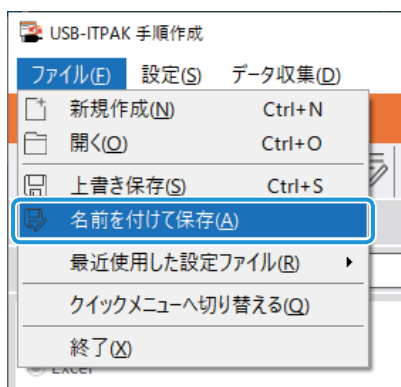 USB-ITPAK 手順作成
ファイル(F) 設定(S) データ収集(D)
新規作成(N) Ctrl+N
開く(O) Ctrl+O
上書き保存(S) Ctrl+S
名前を付けて保存(A)
最近使用した設定ファイル(R)
クイックメニューへ切り替える(Q)
終了(X)
Excel